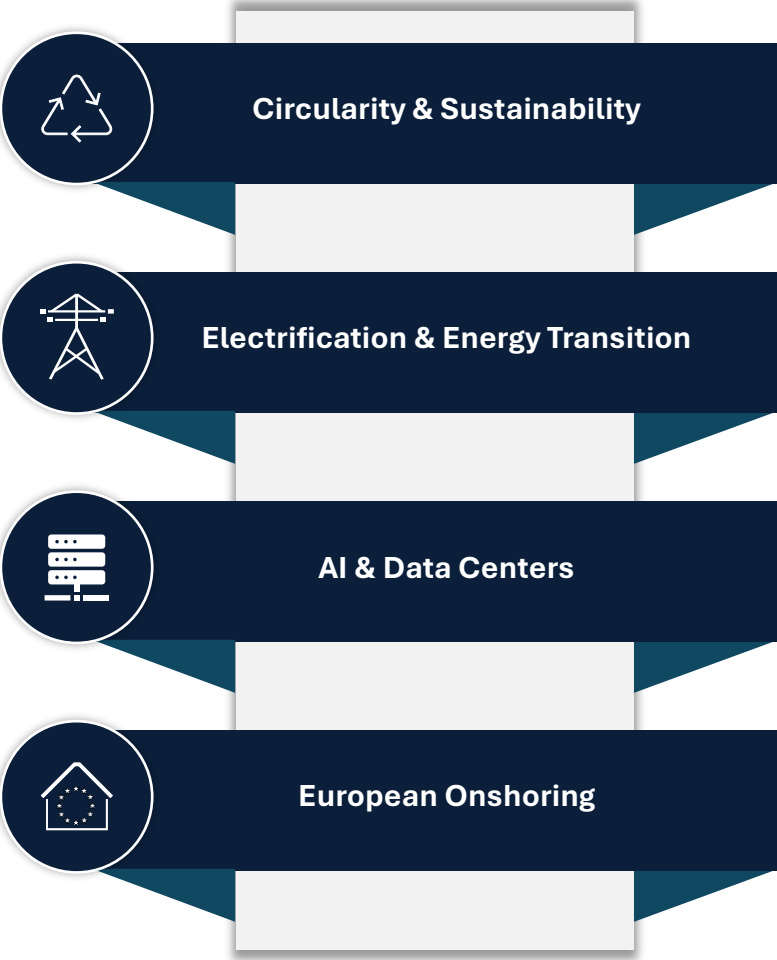 Circularity & Sustainability
Electrification & Energy Transition
AI & Data Centers
European Onshoring